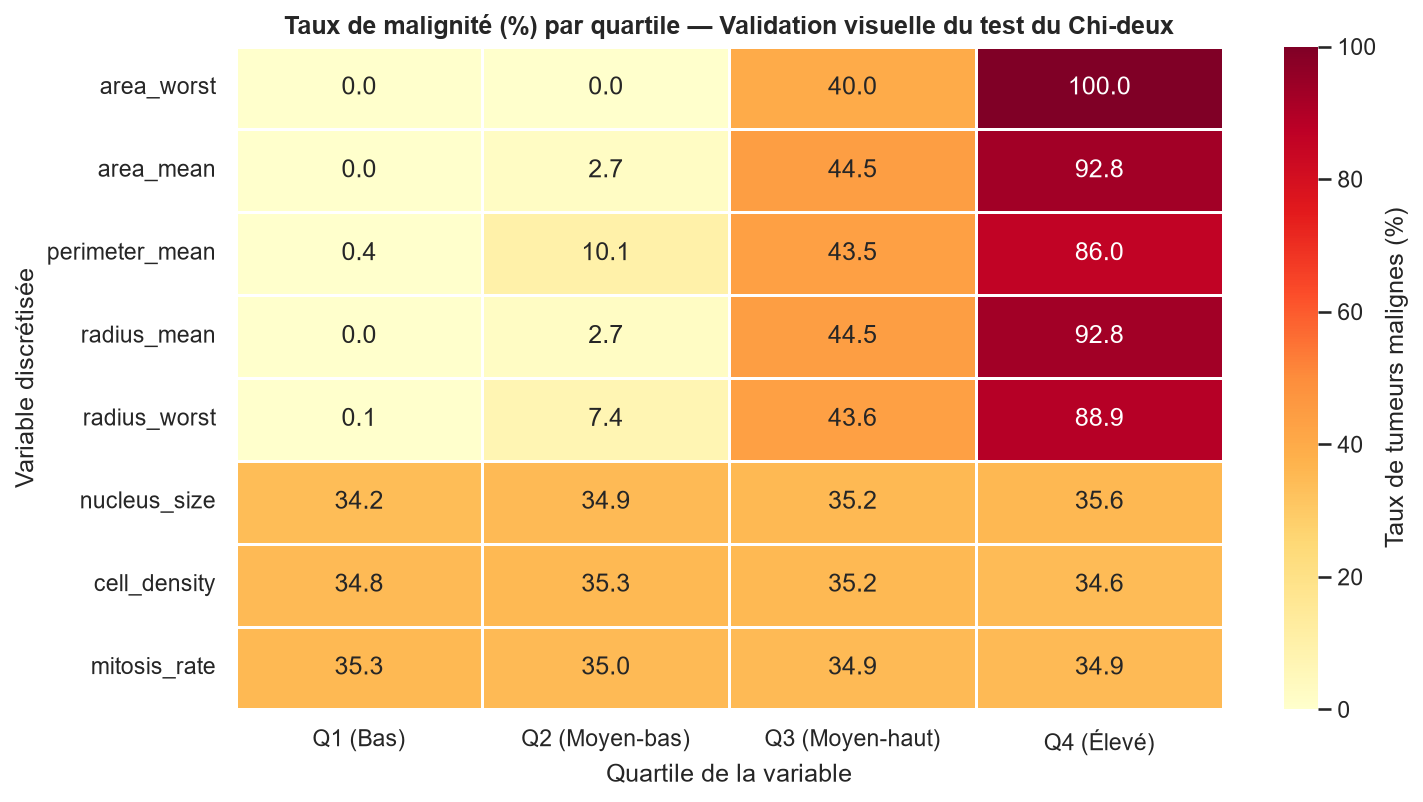 Taux de malignité (%) par quartile — Validation visuelle du test du Chi-deux
area_worst 0.0 0.0 40.0 100.0
area_mean 0.0 2.7 44.5 92.8
perimeter_mean 0.4 10.1 43.5 86.0
radius_mean 0.0 2.7 44.5 92.8
radius_worst 0.1 7.4 43.6 88.9
nucleus_size 34.2 34.9 35.2 35.6
cell_density 34.8 35.3 35.2 34.6
mitosis_rate 35.3 35.0 34.9 34.9
Q1 (Bas) Q2 (Moyen-bas) Q3 (Moyen-haut) Q4 (Élevé)
Quartile de la variable
Variable discrétisée
100
80
60
40
20
0
Taux de tumeurs malignes (%)